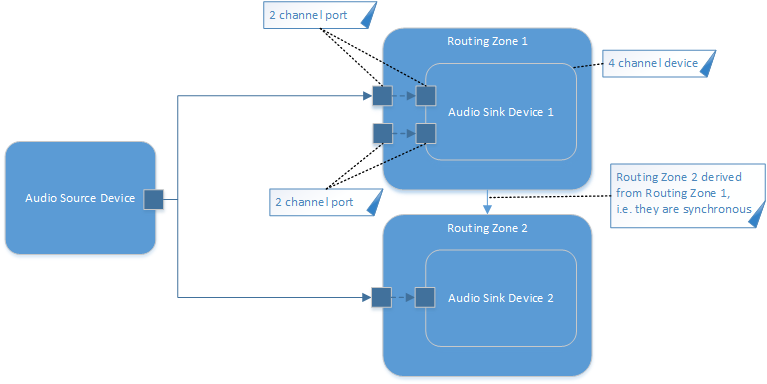 2 channel port
Routing Zone 1
4 channel device
Audio Sink Device 1
Audio Source Device
2 channel port
Routing Zone 2 derived
from Routing Zone 1,
i.e. they are synchronous
Routing Zone 2
Audio Sink Device 2